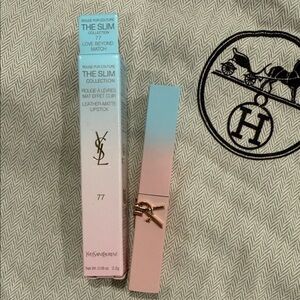 ROUGE PUR COUTURE
THE SLIM
COLLECTION
77
LOVE BEYOND
MATCH
ROUGE PUR COUTURE
THE SLIM
COLLECTION
ROUGE À LÈVRES
MAT EFFET CUIR
LEATHER-MATTE
LIPSTICK
YSL
77
YVESSAINTLAURENT
H